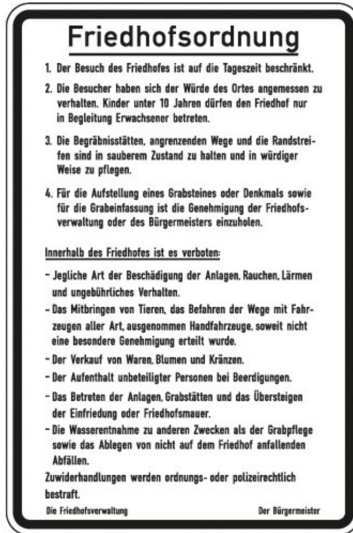 Friedhofsordnung
1. Der Besuch des Friedhofes ist auf die Tageszeit beschränkt.
2. Die Besucher haben sich der Würde des Ortes angemessen zu
verhalten. Kinder unter 10 Jahren dürfen den Friedhof nur
in Begleitung Erwachsener betreten.
3. Die Begräbnisstätten, angrenzenden Wege und die Randstrei-
fen sind in sauberem Zustand zu halten und in würdiger
Weise zu pflegen.
4. Für die Aufstellung eines Grabsteines oder Denkmals sowie
für die Grabeinfassung ist die Genehmigung der Friedhofs-
verwaltung oder des Bürgermeisters einzuholen.
Innerhalb des Friedhofes ist es verboten:
- Jegliche Art der Beschädigung der Anlagen, Rauchen, Lärmen
und ungebührliches Verhalten.
- Das Mitbringen von Tieren, das Befahren der Wege mit Fahr-
zeugen aller Art, ausgenommen Handfahrzeuge, soweit nicht
eine besondere Genehmigung erteilt wurde.
- Der Verkauf von Waren, Blumen und Kränzen.
- Der Aufenthalt unbeteiligter Personen bei Beerdigungen.
- Das Betreten der Anlagen, Grabstätten und das Übersteigen
der Einfriedung oder Friedhofsmauer.
- Die Wasserentnahme zu anderen Zwecken als der Grabpflege
sowie das Ablegen von nicht auf dem Friedhof anfallenden
Abfällen.
Zuwiderhandlungen werden ordnungs- oder polizeirechtlich
bestraft.
Die Friedhofsverwaltung Der Bürgermeister